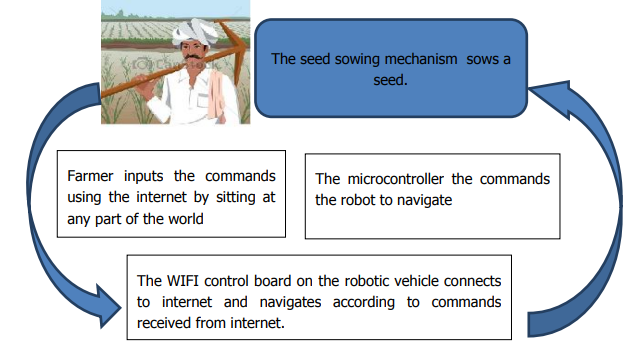 The seed sowing mechanism sows a
seed.
Farmer inputs the commands
using the internet by sitting at
any part of the world
The microcontroller the commands
the robot to navigate
The WIFI control board on the robotic vehicle connects
to internet and navigates according to commands
received from internet.